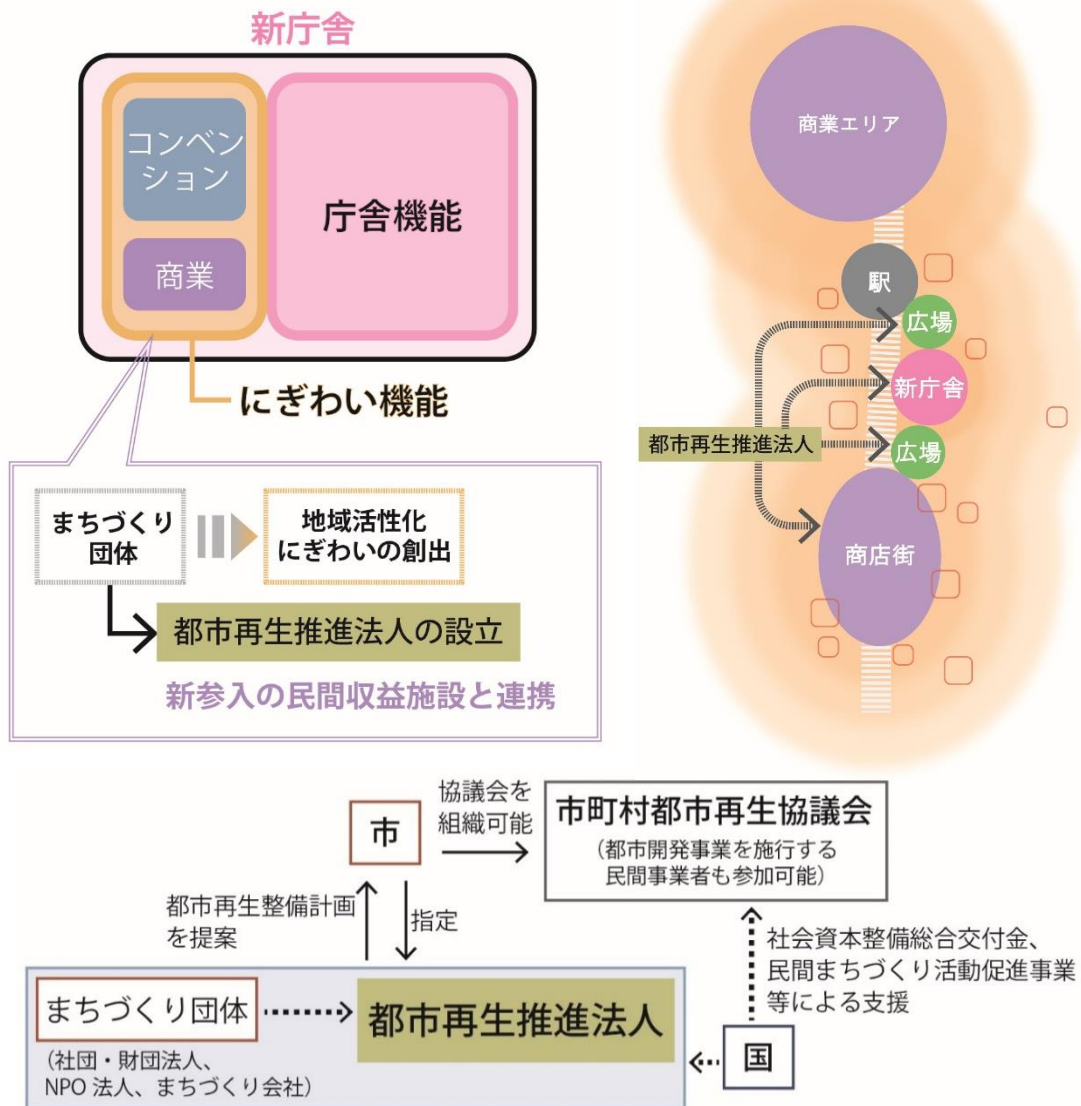 新庁舎
コンベン
ション
商業
庁舎機能
にぎわい機能
まちづくり
団体
地域活性化
にぎわいの創出
都市再生推進法人の設立
新参入の民間収益施設と連携
商業エリア
駅
広場
新庁舎
都市再生推進法人
広場
商店街
市
協議会を
組織可能
市町村都市再生協議会
(都市開発事業を施行する
民間事業者も参加可能)
都市再生整備計画
を提案
指定
社会資本整備総合交付金、
民間まちづくり活動促進事業
等による支援
まちづくり団体
(社団・財団法人、
NPO 法人、まちづくり会社)
都市再生推進法人
国